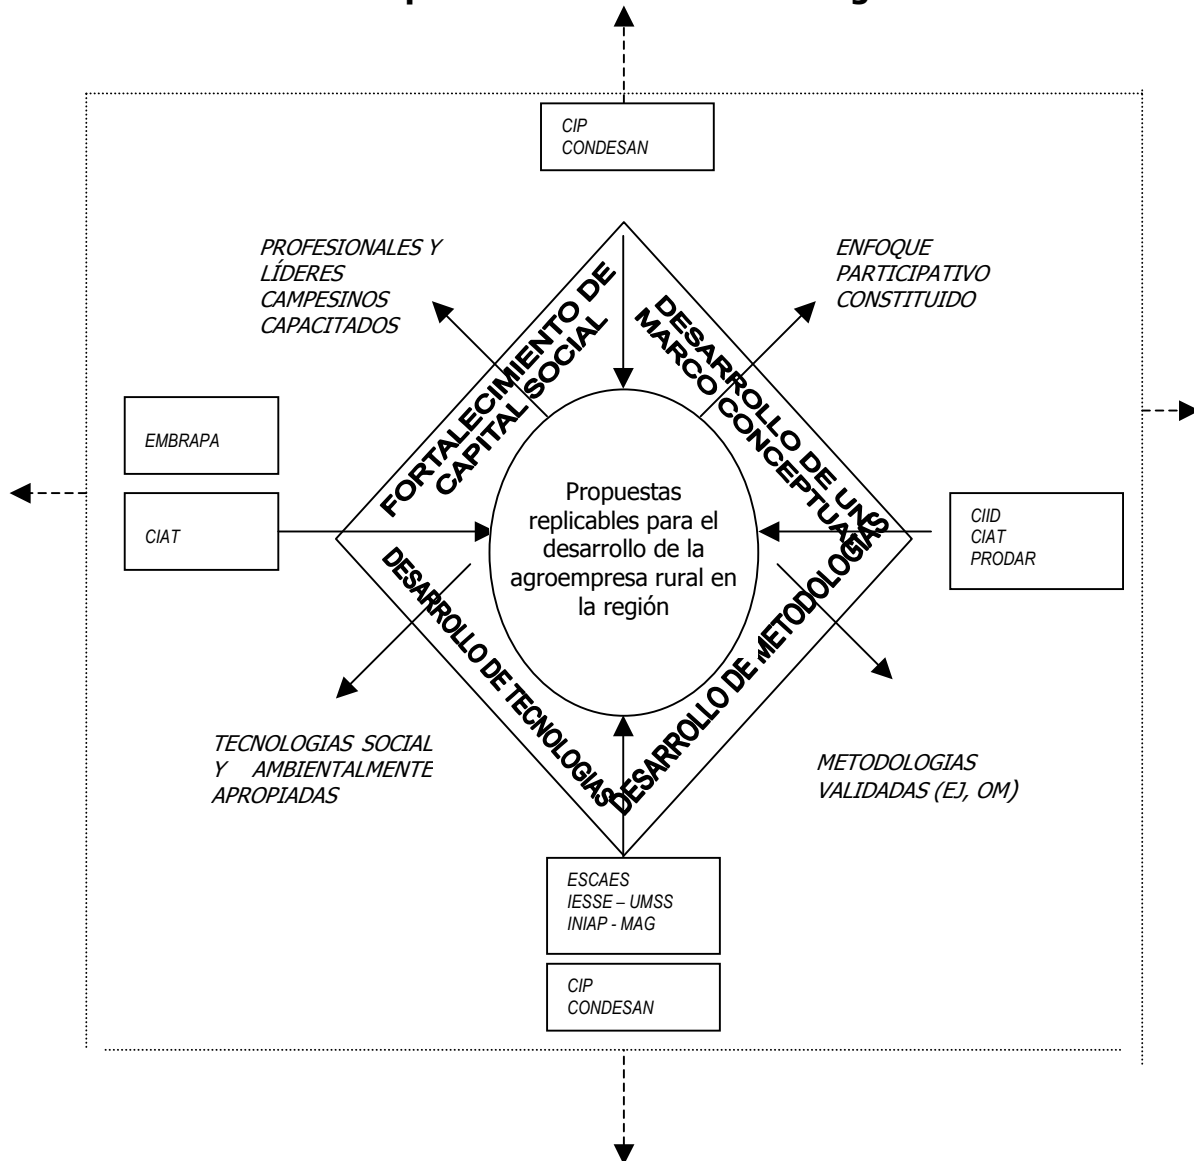 CIP
CONDESAN
PROFESIONALES Y
LÍDERES
CAMPESINOS
CAPACITADOS
ENFOQUE
PARTICIPATIVO
CONSTITUIDO
FORTALECIMIENTO DE
CAPITAL SOCIAL
DESARROLLO DE UN
MARCO CONCEPTUAL
EMBRAPA
CIAT
Propuestas
replicables para el
desarrollo de la
agroempresa rural en
la región
CIID
CIAT
PRODAR
DESARROLLO DE TECNOLOGIAS
DESARROLLO DE METODOLOGIAS
TECNOLOGIAS SOCIAL
Y AMBIENTALMENTE
APROPIADAS
METODOLOGIAS
VALIDADAS (EJ, OM)
ESCAES
IESSE – UMSS
INIAP - MAG
CIP
CONDESAN